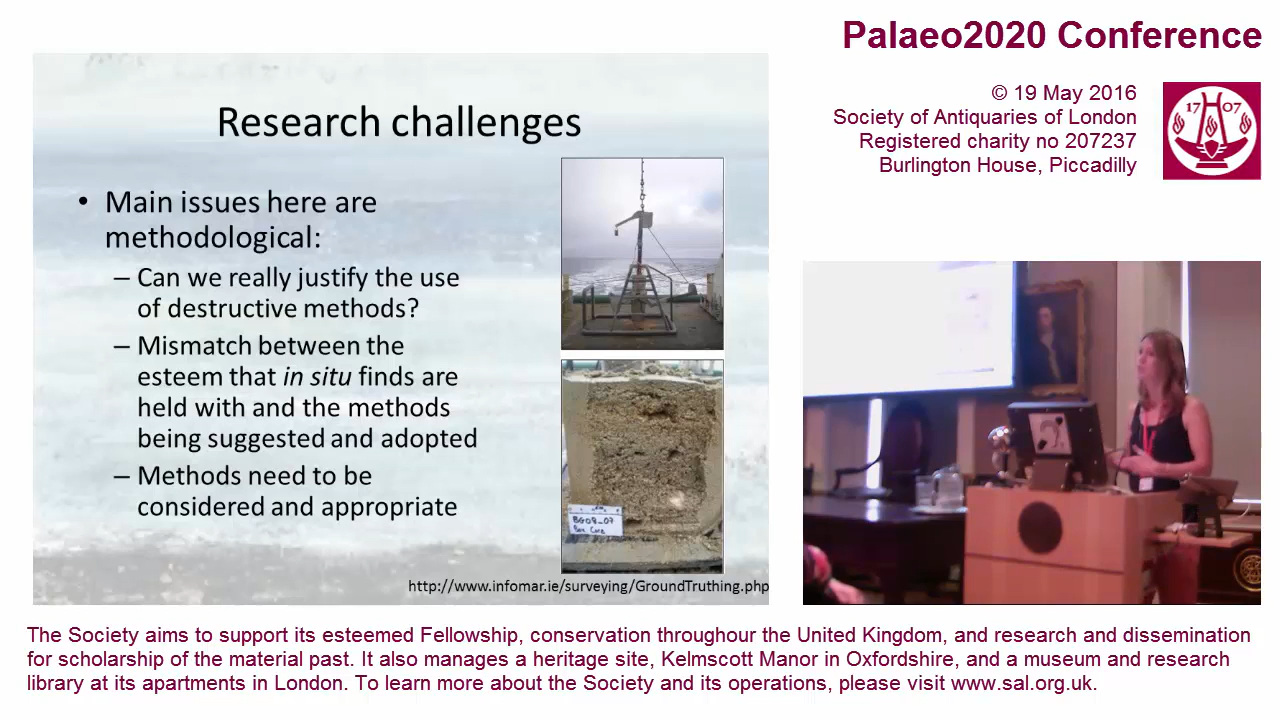 Palaeo2020 Conference
© 19 May 2016
Society of Antiquaries of London
Registered charity no 207237
Burlington House, Piccadilly
17 07
Research challenges
• Main issues here are
methodological:
– Can we really justify the use
of destructive methods?
– Mismatch between the
esteem that in situ finds are
held with and the methods
being suggested and adopted
– Methods need to be
considered and appropriate
BG09_07
Box Core
http://www.infomar.ie/surveying/GroundTruthing.php
The Society aims to support its esteemed Fellowship, conservation throughour the United Kingdom, and research and dissemination
for scholarship of the material past. It also manages a heritage site, Kelmscott Manor in Oxfordshire, and a museum and research
library at its apartments in London. To learn more about the Society and its operations, please visit www.sal.org.uk.